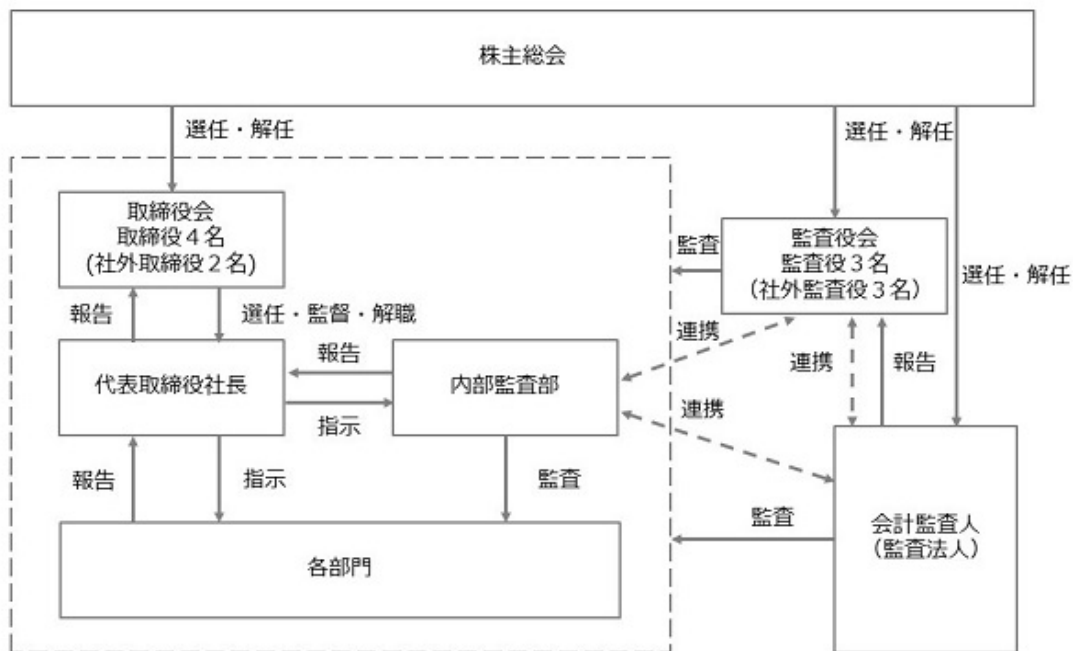 株主総会
選任・解任
選任・解任
選任・解任
取締役会
取締役４名
(社外取締役２名)
監査役会
監査役３名
（社外監査役３名）
監査
報告
選任・監督・解職
代表取締役社長
報告
指示
内部監査部
連携
連携
連携
報告
報告
指示
監査
監査
各部門
会計監査人
（監査法人）